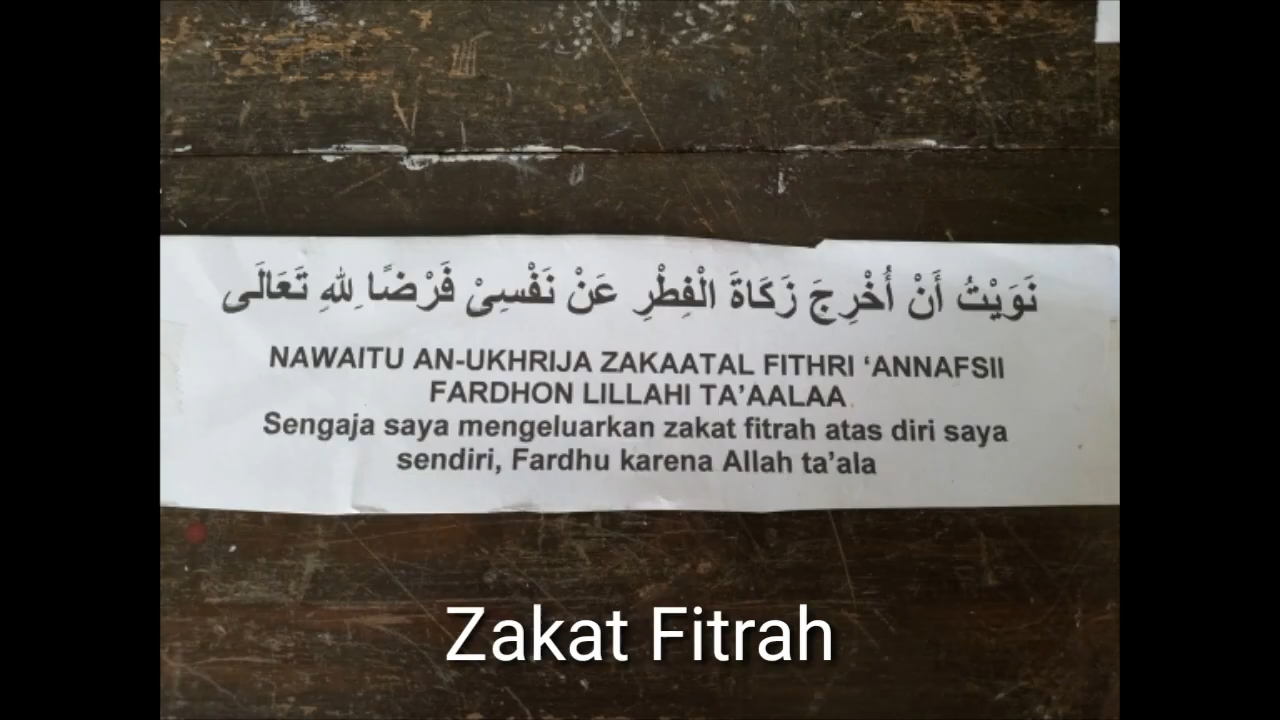 نَوَيْتُ أَنْ أُخْرِجَ زَكَاةَ الْفِطْرِ عَنْ نَفْسِيْ فَرْضًا لِلهِ تَعَالَى
NAWAITU AN-UKHRIJA ZAKAATAL FITHRI ‘ANNAFSII
FARDHON LILLAHI TA’AALAA
Sengaja saya mengeluarkan zakat fitrah atas diri saya
sendiri, Fardhu karena Allah ta’ala
Zakat Fitrah